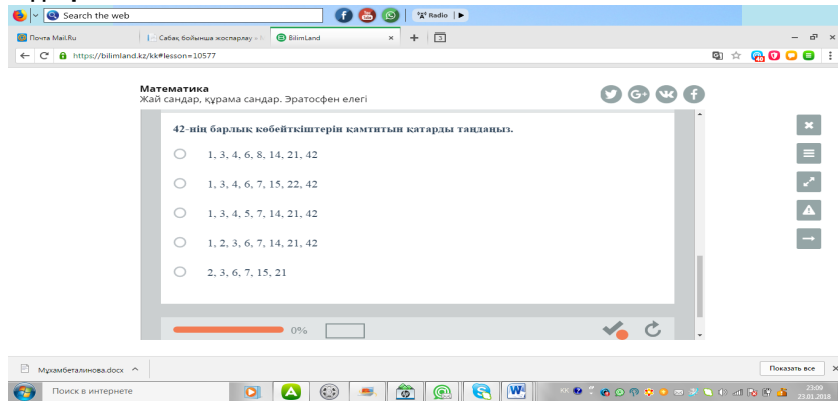 Search the web
Radio
Почта Mail.Ru
Сабақ бойынша жоспарлау
BilimLand
3
https://bilimland.kz/kk#lesson=10577
Математика
Жай сандар, құрама сандар. Эратосфен елегі
42-нің барлық көбейткіштерін қамтитын қатарды таңдаңыз.
1, 3, 4, 6, 8, 14, 21, 42
1, 3, 4, 6, 7, 15, 22, 42
1, 3, 4, 5, 7, 14, 21, 42
1, 2, 3, 6, 7, 14, 21, 42
2, 3, 6, 7, 15, 21
0%
Мұхамбеталинова.docx
Показать все
Поиск в интернете
KK
23:09
23.01.2018